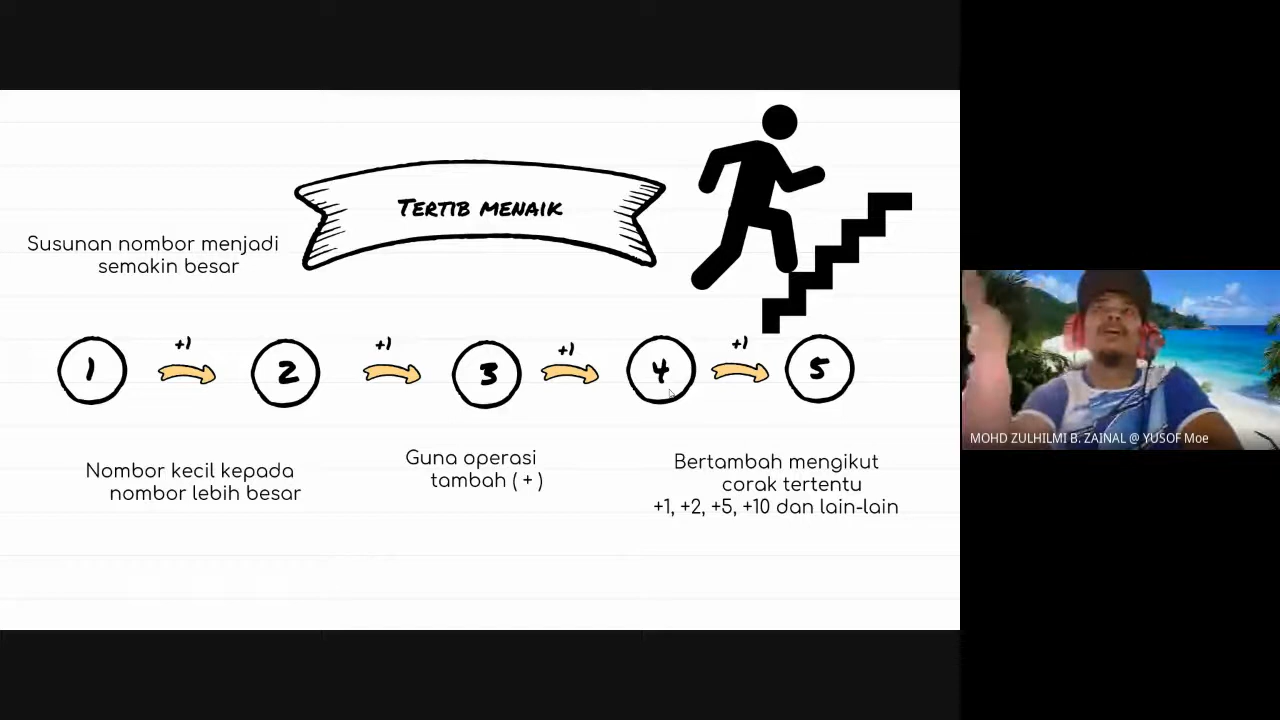 TERTIB MENAIK
Susunan nombor menjadi
semakin besar
+1 +1 +1 +1
1 2 3 4 5
Nombor kecil kepada
nombor lebih besar
Guna operasi
tambah ( + )
Bertambah mengikut
corak tertentu
+1, +2, +5, +10 dan lain-lain
MOHD ZULHILMI B. ZAINAL @ YUSOF Moe